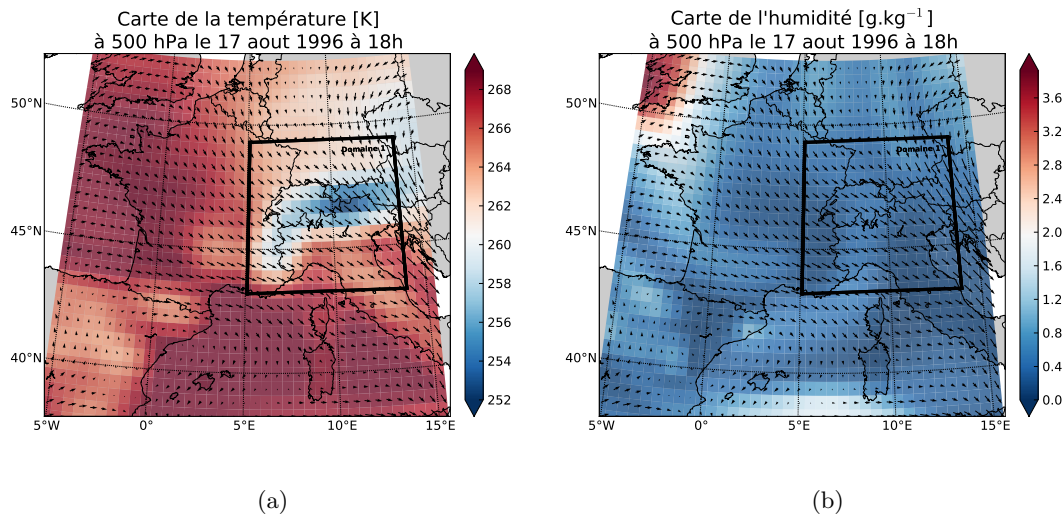 Carte de la température [K]
à 500 hPa le 17 aout 1996 à 18h
50°N
45°N
40°N
5°W
0°
5°E
10°E
15°E
Domaine 1
268
266
264
262
260
258
256
254
252
(a)
Carte de l'humidité [g.kg⁻¹]
à 500 hPa le 17 aout 1996 à 18h
50°N
45°N
40°N
5°W
0°
5°E
10°E
15°E
Domaine 1
3.6
3.2
2.8
2.4
2.0
1.6
1.2
0.8
0.4
0.0
(b)